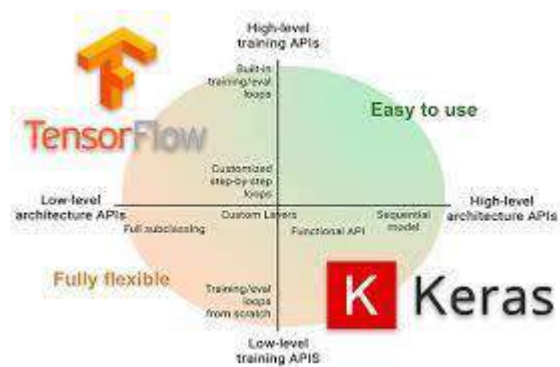 High-level
training APIs
Built-in
training/eval
loops
Easy to use
TensorFlow
Customized
step-by-step
loops
Low-level
architecture APIs
High-level
architecture APIs
Full subclassing
Custom Layers
Functional API
Sequential
model
Fully flexible
Training/eval
loops
from scratch
K Keras
Low-level
training APIS